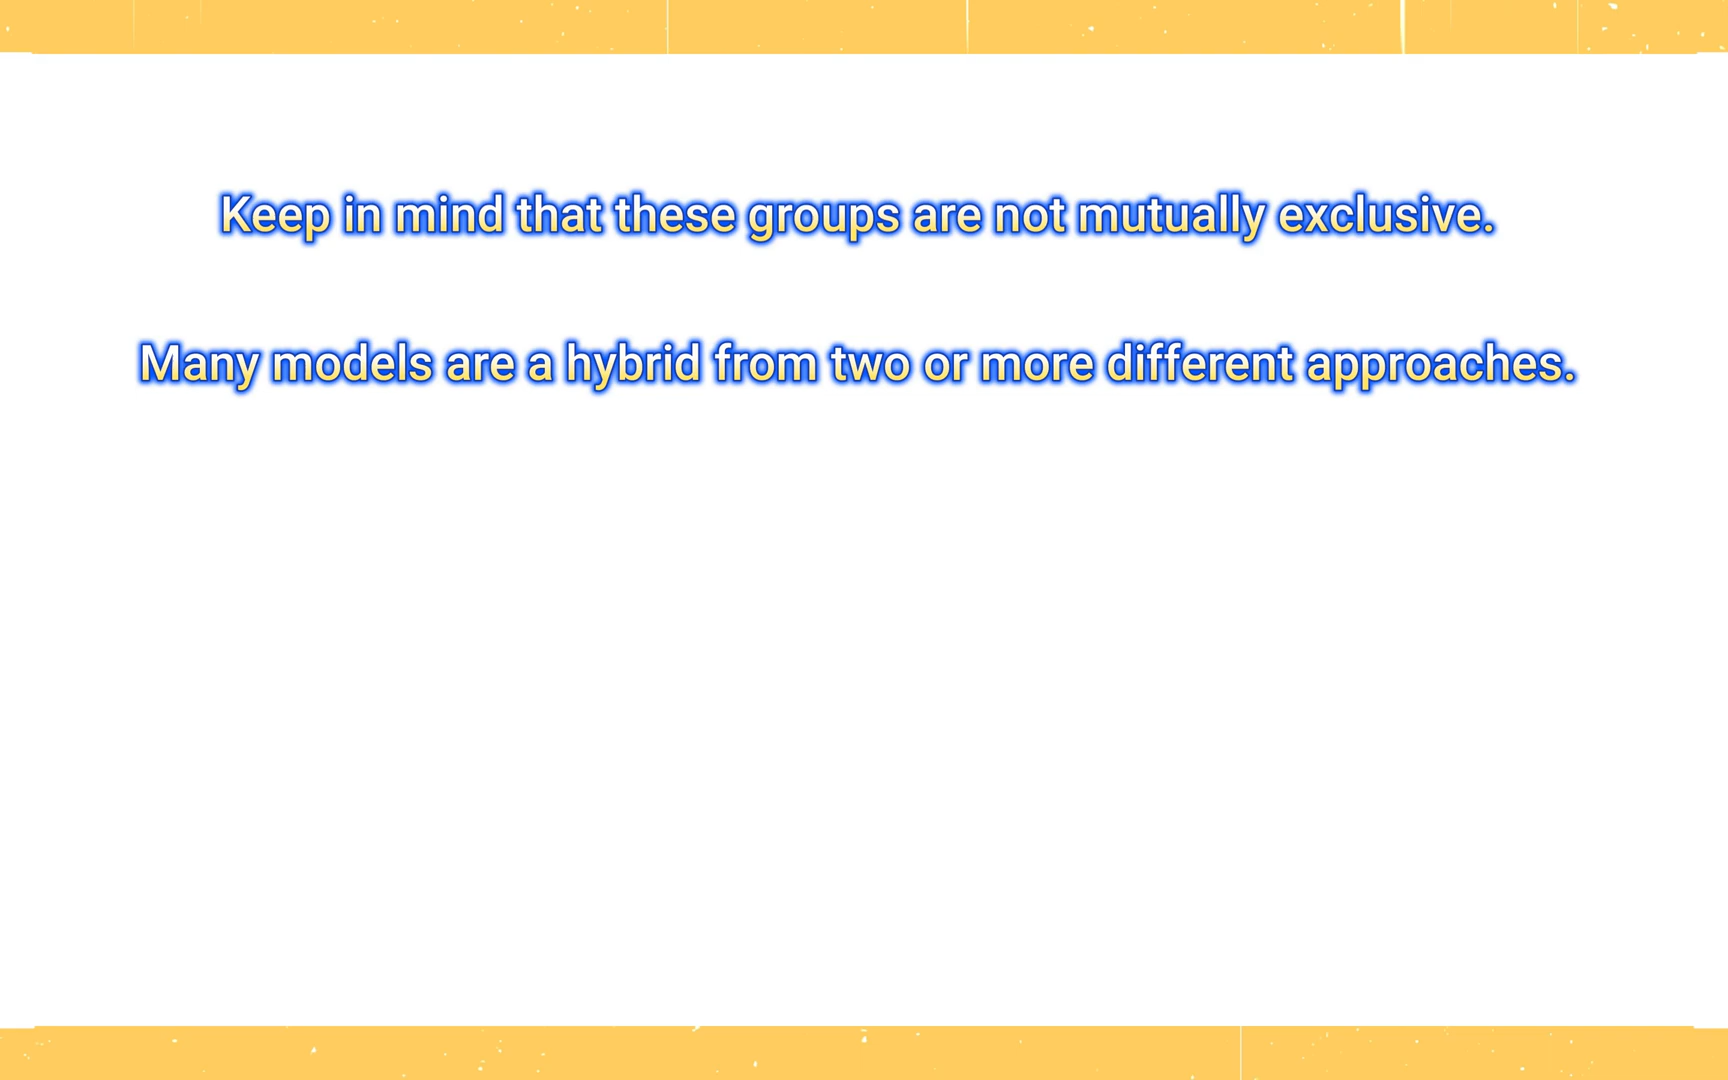 Keep in mind that these groups are not mutually exclusive.
Many models are a hybrid from two or more different approaches.